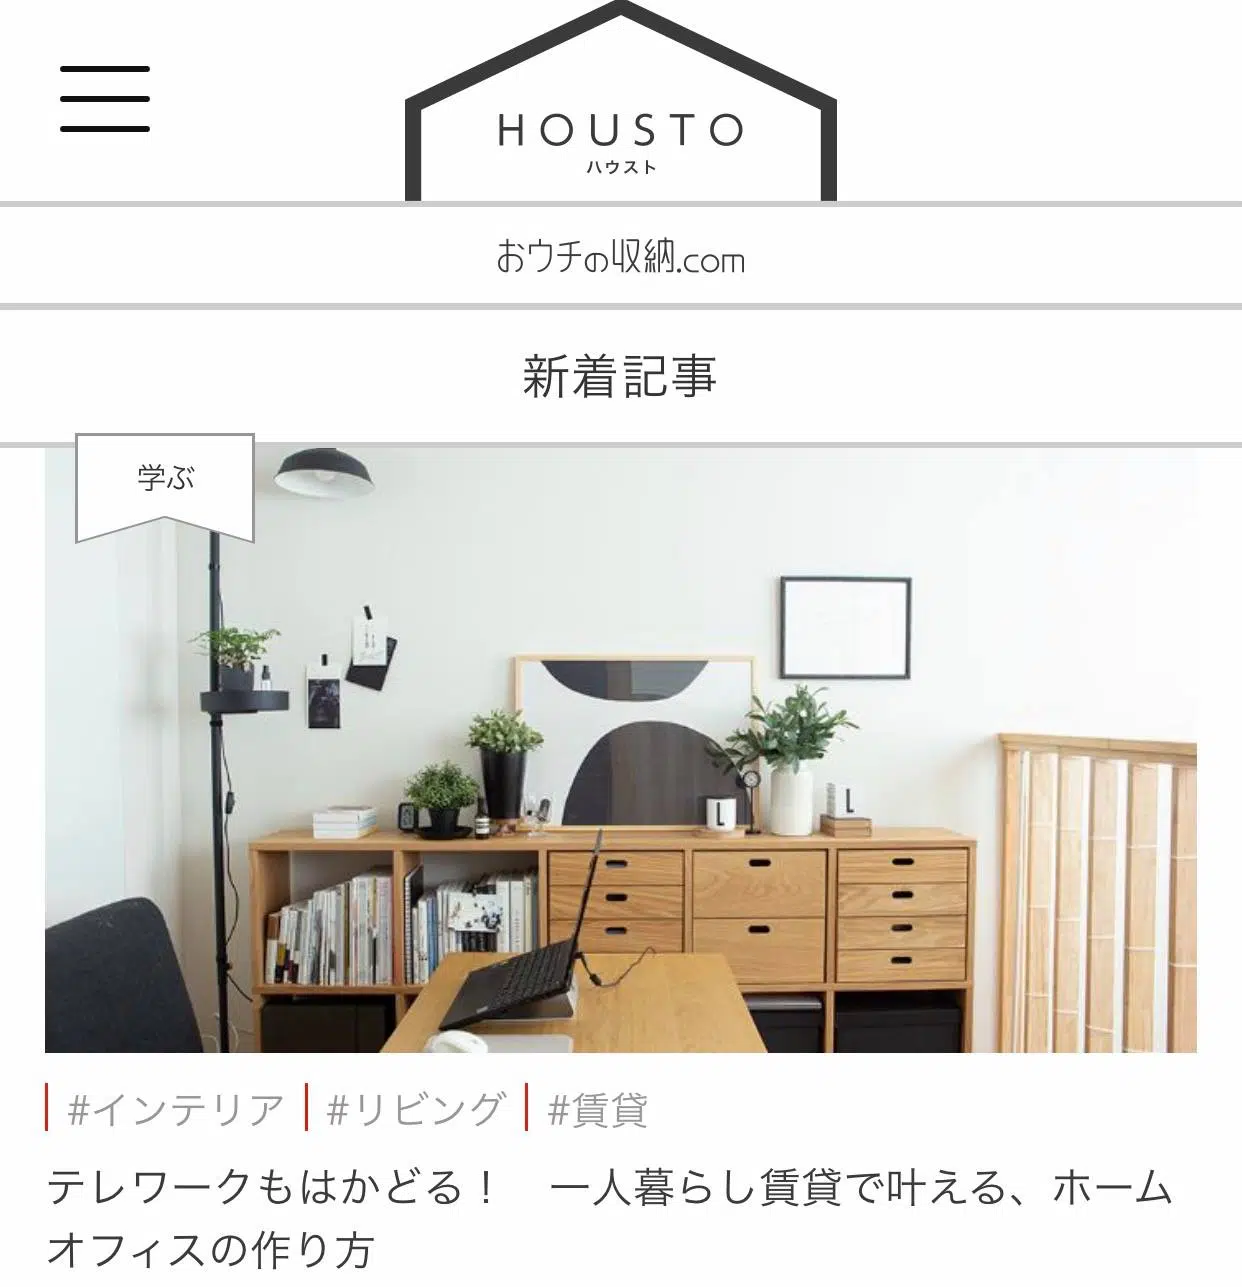 HOUSTO
ハウスト
おウチの収納.com
新着記事
学ぶ
L
L
#インテリア
#リビング
#賃貸
テレワークもはかどる！　一人暮らし賃貸で叶える、ホーム
オフィスの作り方